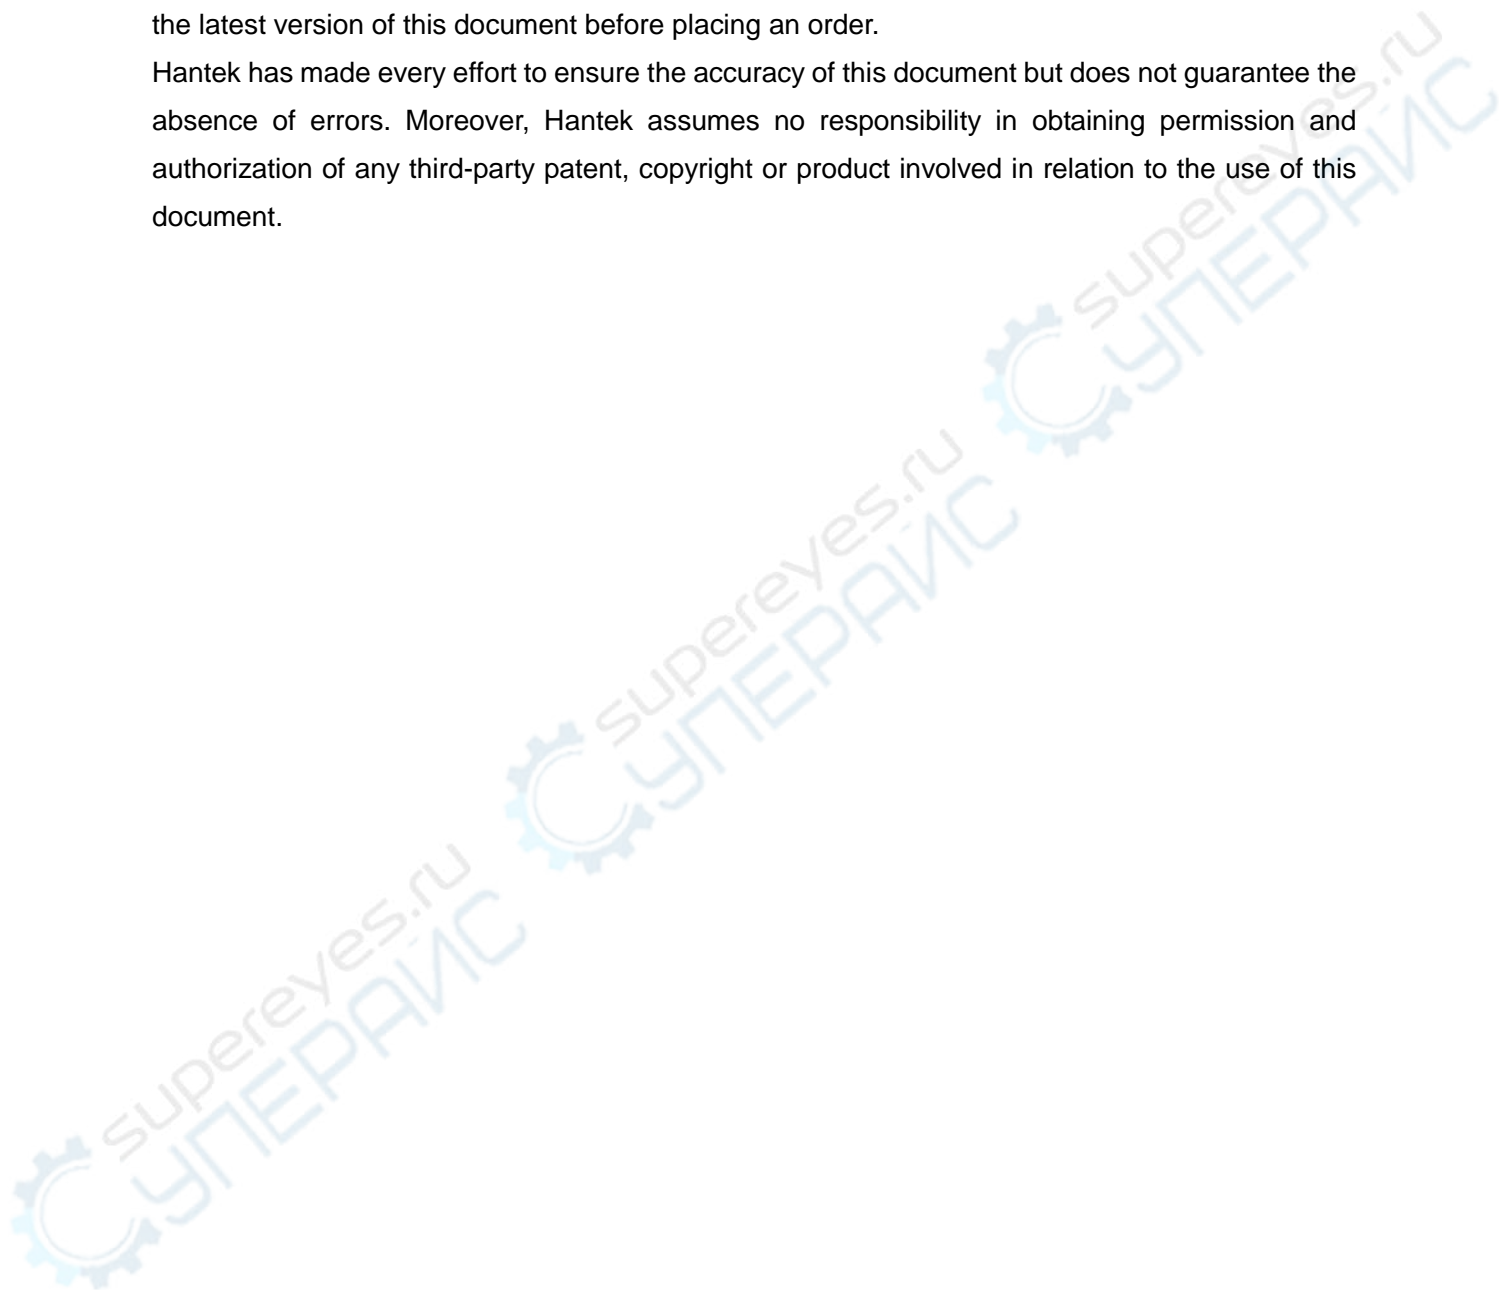 the latest version of this document before placing an order.
Hantek has made every effort to ensure the accuracy of this document but does not guarantee the
absence of errors. Moreover, Hantek assumes no responsibility in obtaining permission and
authorization of any third-party patent, copyright or product involved in relation to the use of this
document.
supereyes.ru
СУПЕРАЙС
supereyes.ru
СУПЕРАЙС
supereyes.ru
СУПЕРАЙС